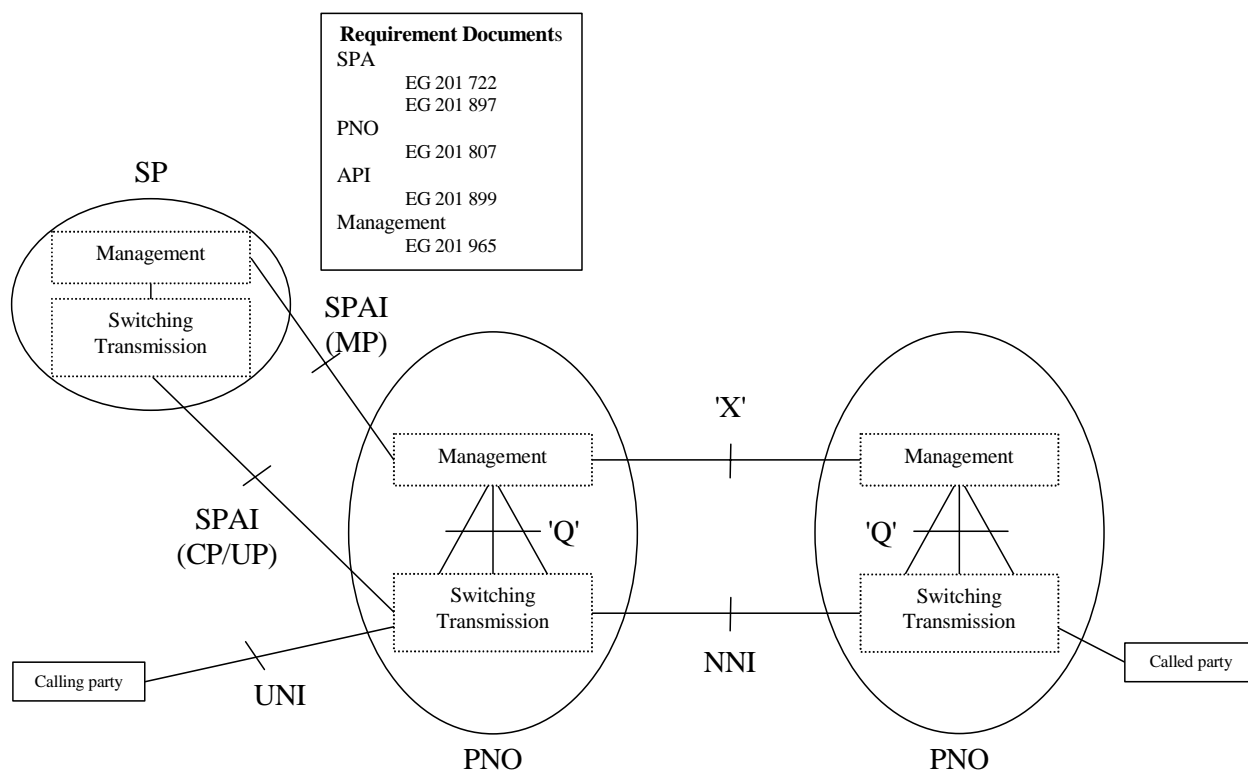 Requirement Documents
SPA
EG 201 722
EG 201 897
PNO
EG 201 807
API
EG 201 899
Management
EG 201 965
SP
Management
Switching
Transmission
SPAI
(MP)
SPAI
(CP/UP)
Management
'Q'
Switching
Transmission
'X'
NNI
Management
'Q'
Switching
Transmission
Calling party
UNI
Called party
PNO
PNO